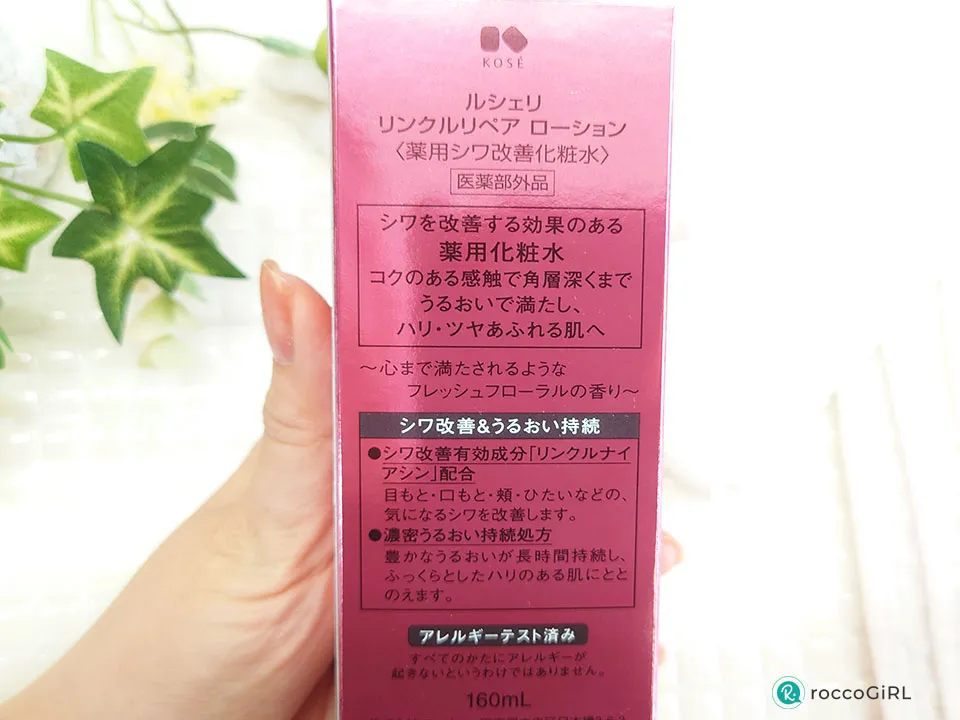 KOSÉ
ルシェリ
リンクルリペア ローション
〈薬用シワ改善化粧水〉
医薬部外品
シワを改善する効果のある
薬用化粧水
コクのある感触で角層深くまで
うるおいで満たし、
ハリ・ツヤあふれる肌へ
～心まで満たされるような
フレッシュフローラルの香り～
シワ改善&うるおい持続
●シワ改善有効成分「リンクルナイ
アシン」配合
目もと・口もと・頬・ひたいなどの、
気になるシワを改善します。
●濃密うるおい持続処方
豊かなうるおいが長時間持続し、
ふっくらとしたハリのある肌にとと
のえます。
アレルギーテスト済み
すべてのかたにアレルギーが
起きないというわけではありません。
160mL
roccoGiRL